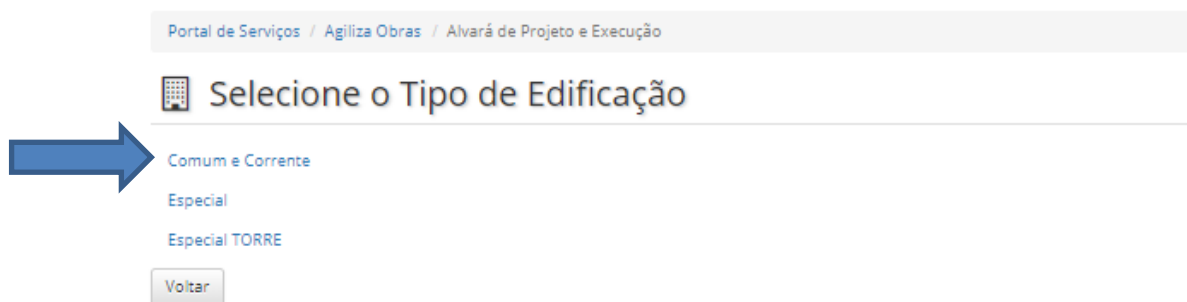 Portal de Serviços / Agiliza Obras / Alvará de Projeto e Execução
Selecione o Tipo de Edificação
Comum e Corrente
Especial
Especial TORRE
Voltar